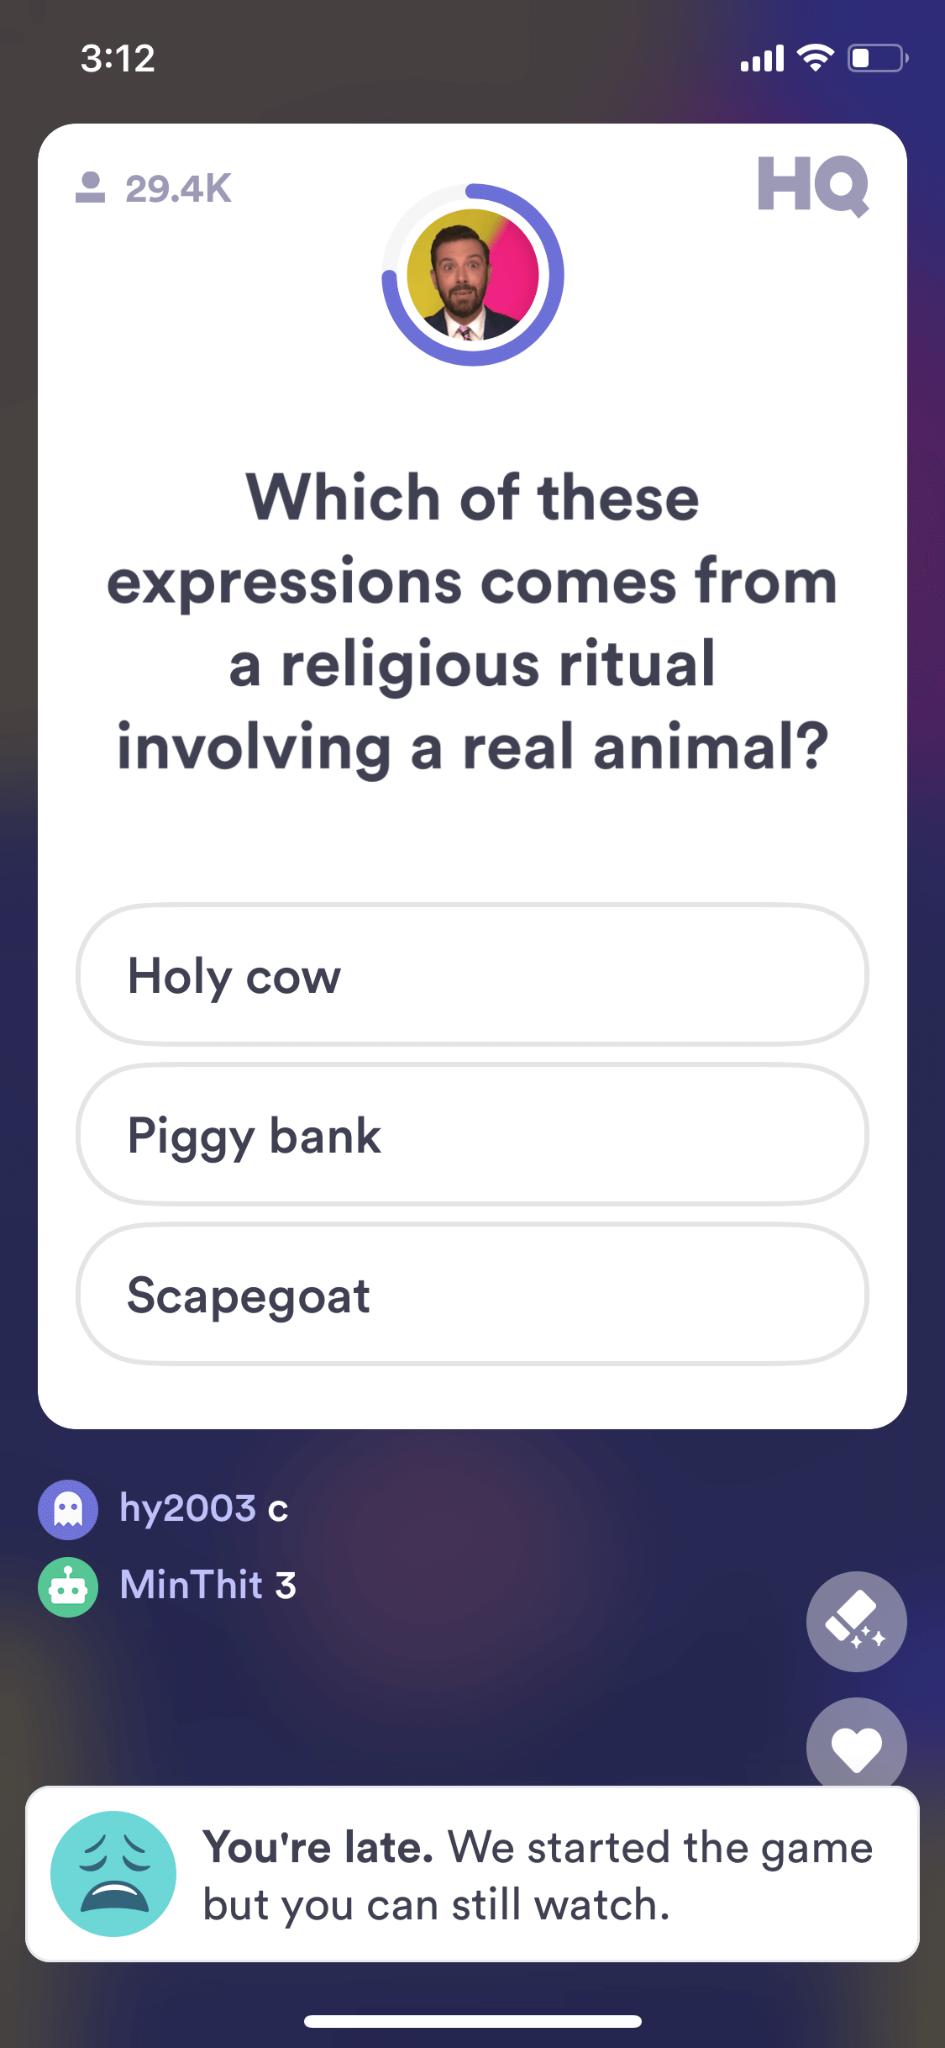 3:12
29.4K
HQ
Which of these
expressions comes from
a religious ritual
involving a real animal?
Holy cow
Piggy bank
Scapegoat
hy2003 c
MinThit 3
You're late. We started the game
but you can still watch.